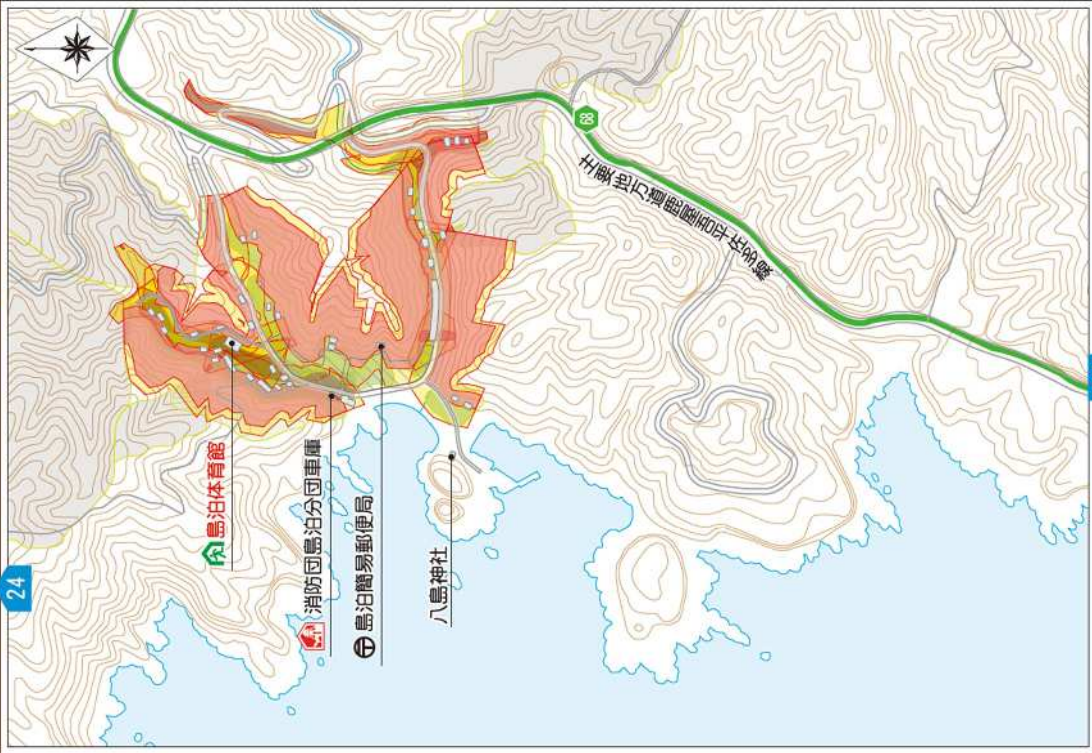 24
68
主要地方道鹿屋吾平佐多線
島泊体育館
消防団島泊分団車庫
島泊簡易郵便局
八島神社